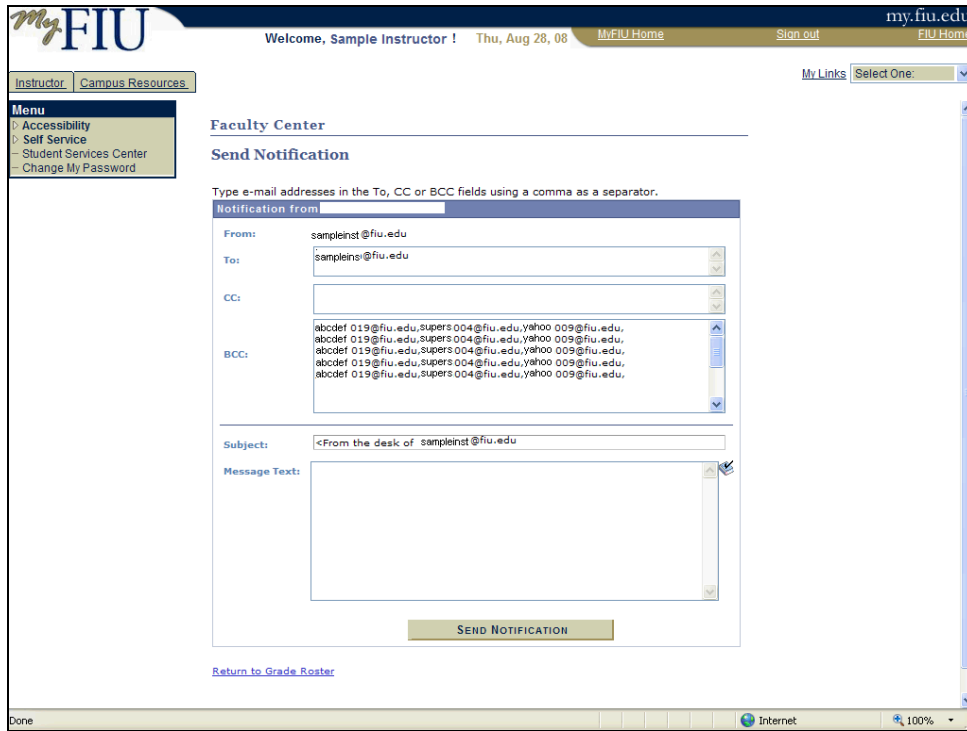 MyFIU
my.fiu.edu
Welcome, Sample Instructor ! Thu, Aug 28, 08 MyFIU Home Sign out FIU Home
My Links Select One:
Instructor Campus Resources
Menu
Accessibility
Self Service
Student Services Center
Change My Password
Faculty Center
Send Notification
Type e-mail addresses in the To, CC or BCC fields using a comma as a separator.
Notification from
From: sampleinst @fiu.edu
To: sampleins @fiu.edu
CC:
BCC:
abcdef 019@fiu.edu,supers 004@fiu.edu,yahoo 009@fiu.edu,
abcdef 019@fiu.edu,supers 004@fiu.edu,yahoo 009@fiu.edu,
abcdef 019@fiu.edu,supers 004@fiu.edu,yahoo 009@fiu.edu,
abcdef 019@fiu.edu,supers 004@fiu.edu,yahoo 009@fiu.edu,
abcdef 019@fiu.edu,supers 004@fiu.edu,yahoo 009@fiu.edu,
Subject: <From the desk of sampleinst @fiu.edu
Message Text:
SEND NOTIFICATION
Return to Grade Roster
Done Internet 100%